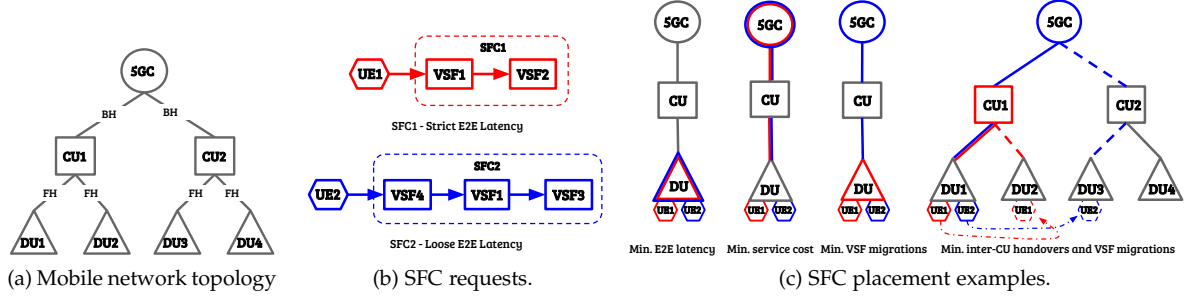 5GC
BH BH
CU1 CU2
FH FH FH FH
DU1 DU2 DU3 DU4
(a) Mobile network topology
SFC1
UE1 VSF1 VSF2
SFC1 - Strict E2E Latency
SFC2
UE2 VSF4 VSF1 VSF3
SFC2 - Loose E2E Latency
(b) SFC requests.
5GC 5GC 5GC 5GC
CU CU CU CU1 CU2
DU DU DU DU1 DU2 DU3 DU4
UE1 UE2 UE1 UE2 UE1 UE2 UE1 UE2 UE1 UE2
Min. E2E latency Min. service cost Min. VSF migrations Min. inter-CU handovers and VSF migrations
(c) SFC placement examples.